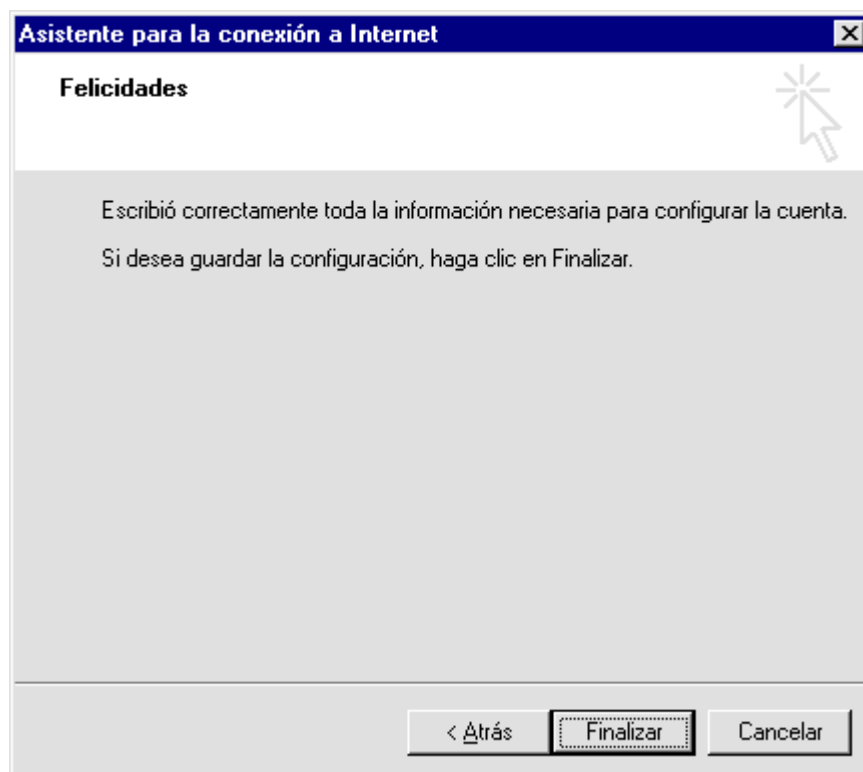 Asistente para la conexión a Internet
Felicidades
Escribió correctamente toda la información necesaria para configurar la cuenta.
Si desea guardar la configuración, haga clic en Finalizar.
< Atrás Finalizar Cancelar